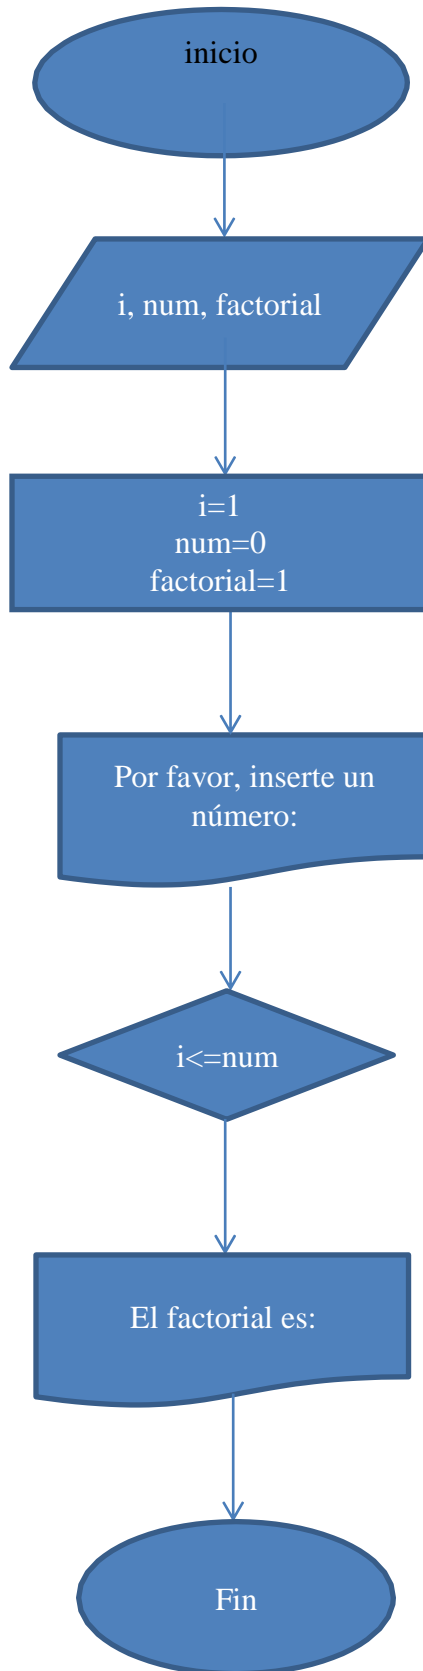 inicio
i, num, factorial
i=1
num=0
factorial=1
Por favor, inserte un
número:
i<=num
El factorial es:
Fin